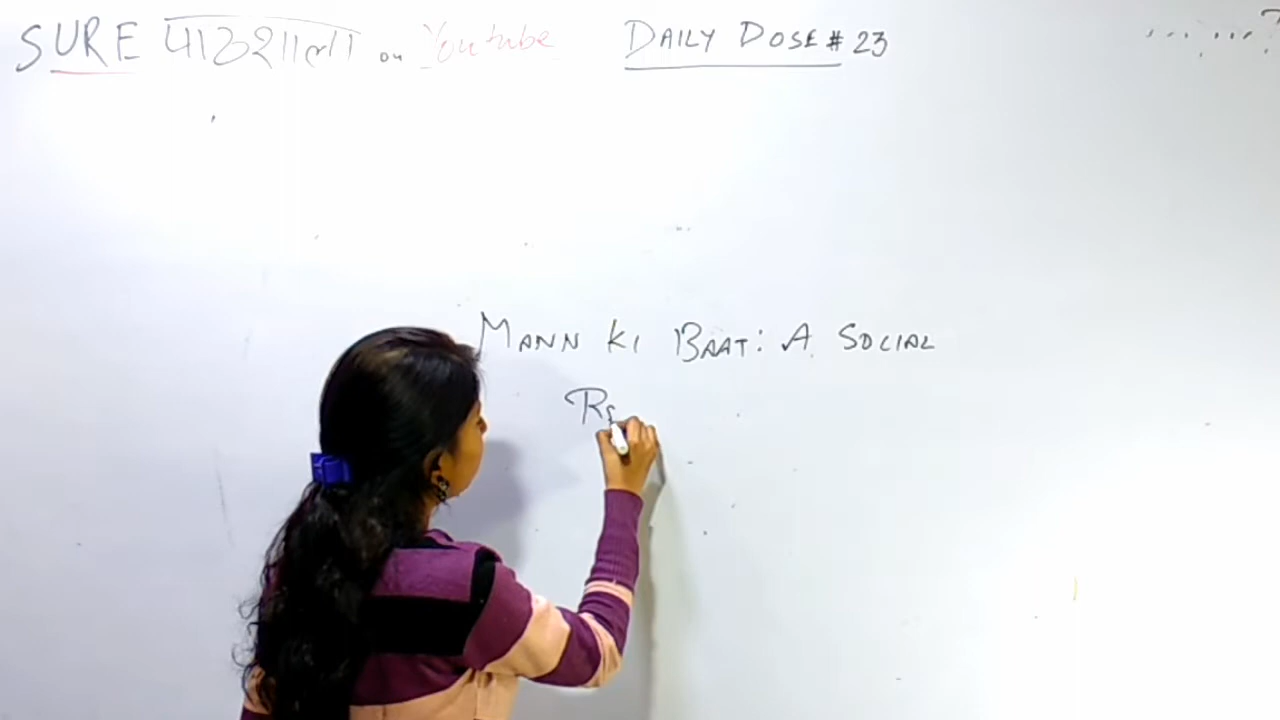 SURE पाठशाला on Youtube DAILY DOSE # 23 ......?
MANN KI BAAT: A SOCIAL